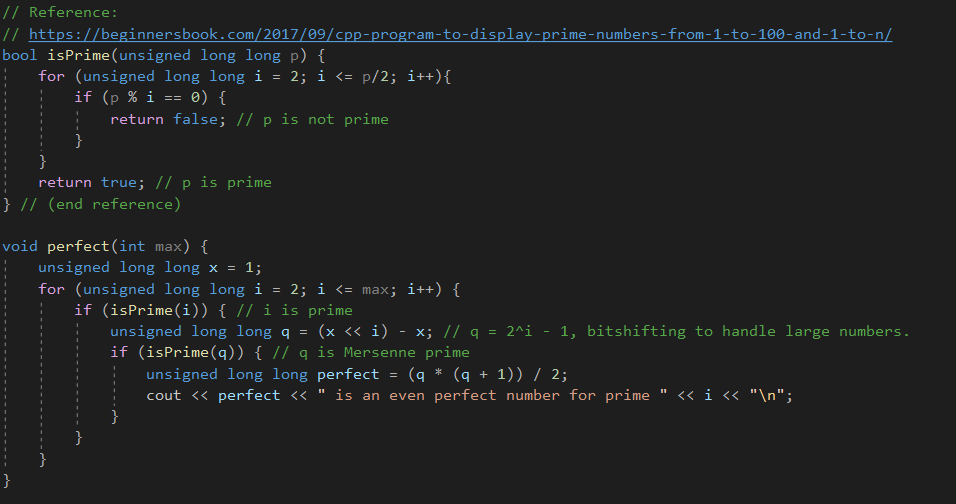 // Reference:
// https://beginnersbook.com/2017/09/cpp-program-to-display-prime-numbers-from-1-to-100-and-1-to-n/
bool isPrime(unsigned long long p) {
    for (unsigned long long i = 2; i <= p/2; i++){
        if (p % i == 0) {
            return false; // p is not prime
        }
    }
    return true; // p is prime
} // (end reference)

void perfect(int max) {
    unsigned long long x = 1;
    for (unsigned long long i = 2; i <= max; i++) {
        if (isPrime(i)) { // i is prime
            unsigned long long q = (x << i) - x; // q = 2^i - 1, bitshifting to handle large numbers.
            if (isPrime(q)) { // q is Mersenne prime
                unsigned long long perfect = (q * (q + 1)) / 2;
                cout << perfect << " is an even perfect number for prime " << i << "\n";
            }
        }
    }
}